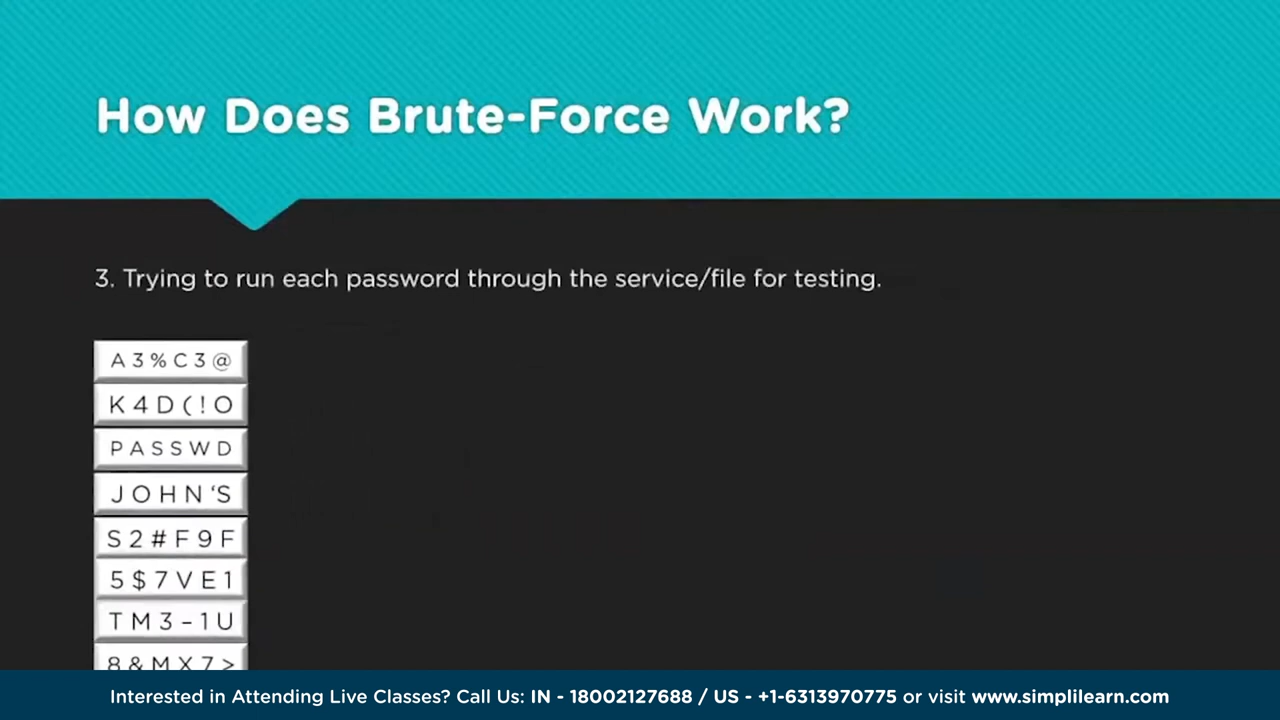 How Does Brute-Force Work?
3. Trying to run each password through the service/file for testing.
A3%C3@
K4D(!O
PASSWD
JOHN‘S
S2#F9F
5$7VE1
TM3-1U
8&MX7>
Interested in Attending Live Classes? Call Us: IN - 18002127688 / US - +1-6313970775 or visit www.simplilearn.com